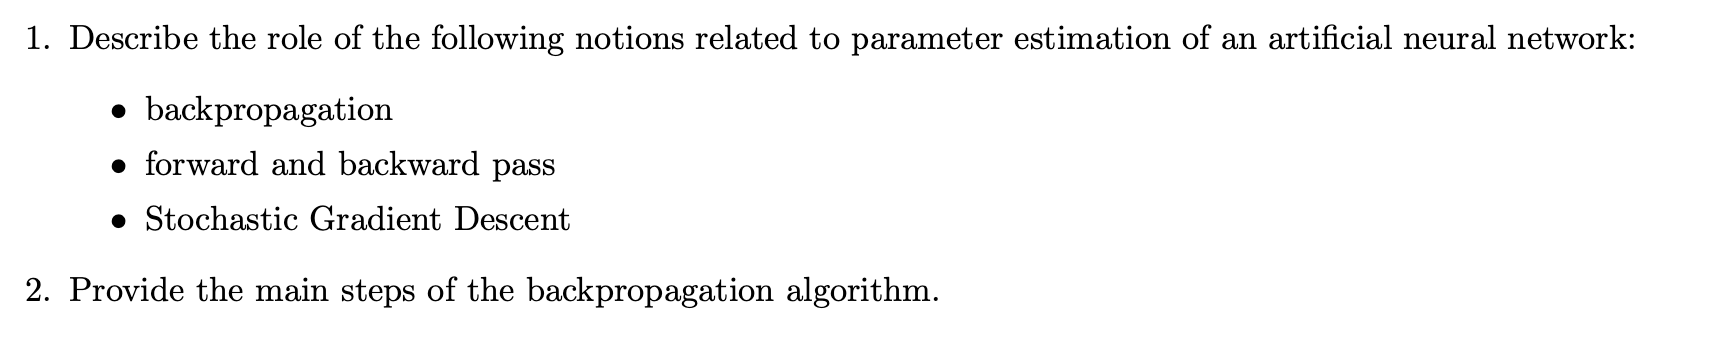 1. Describe the role of the following notions related to parameter estimation of an artificial neural network:
• backpropagation
• forward and backward pass
• Stochastic Gradient Descent
2. Provide the main steps of the backpropagation algorithm.